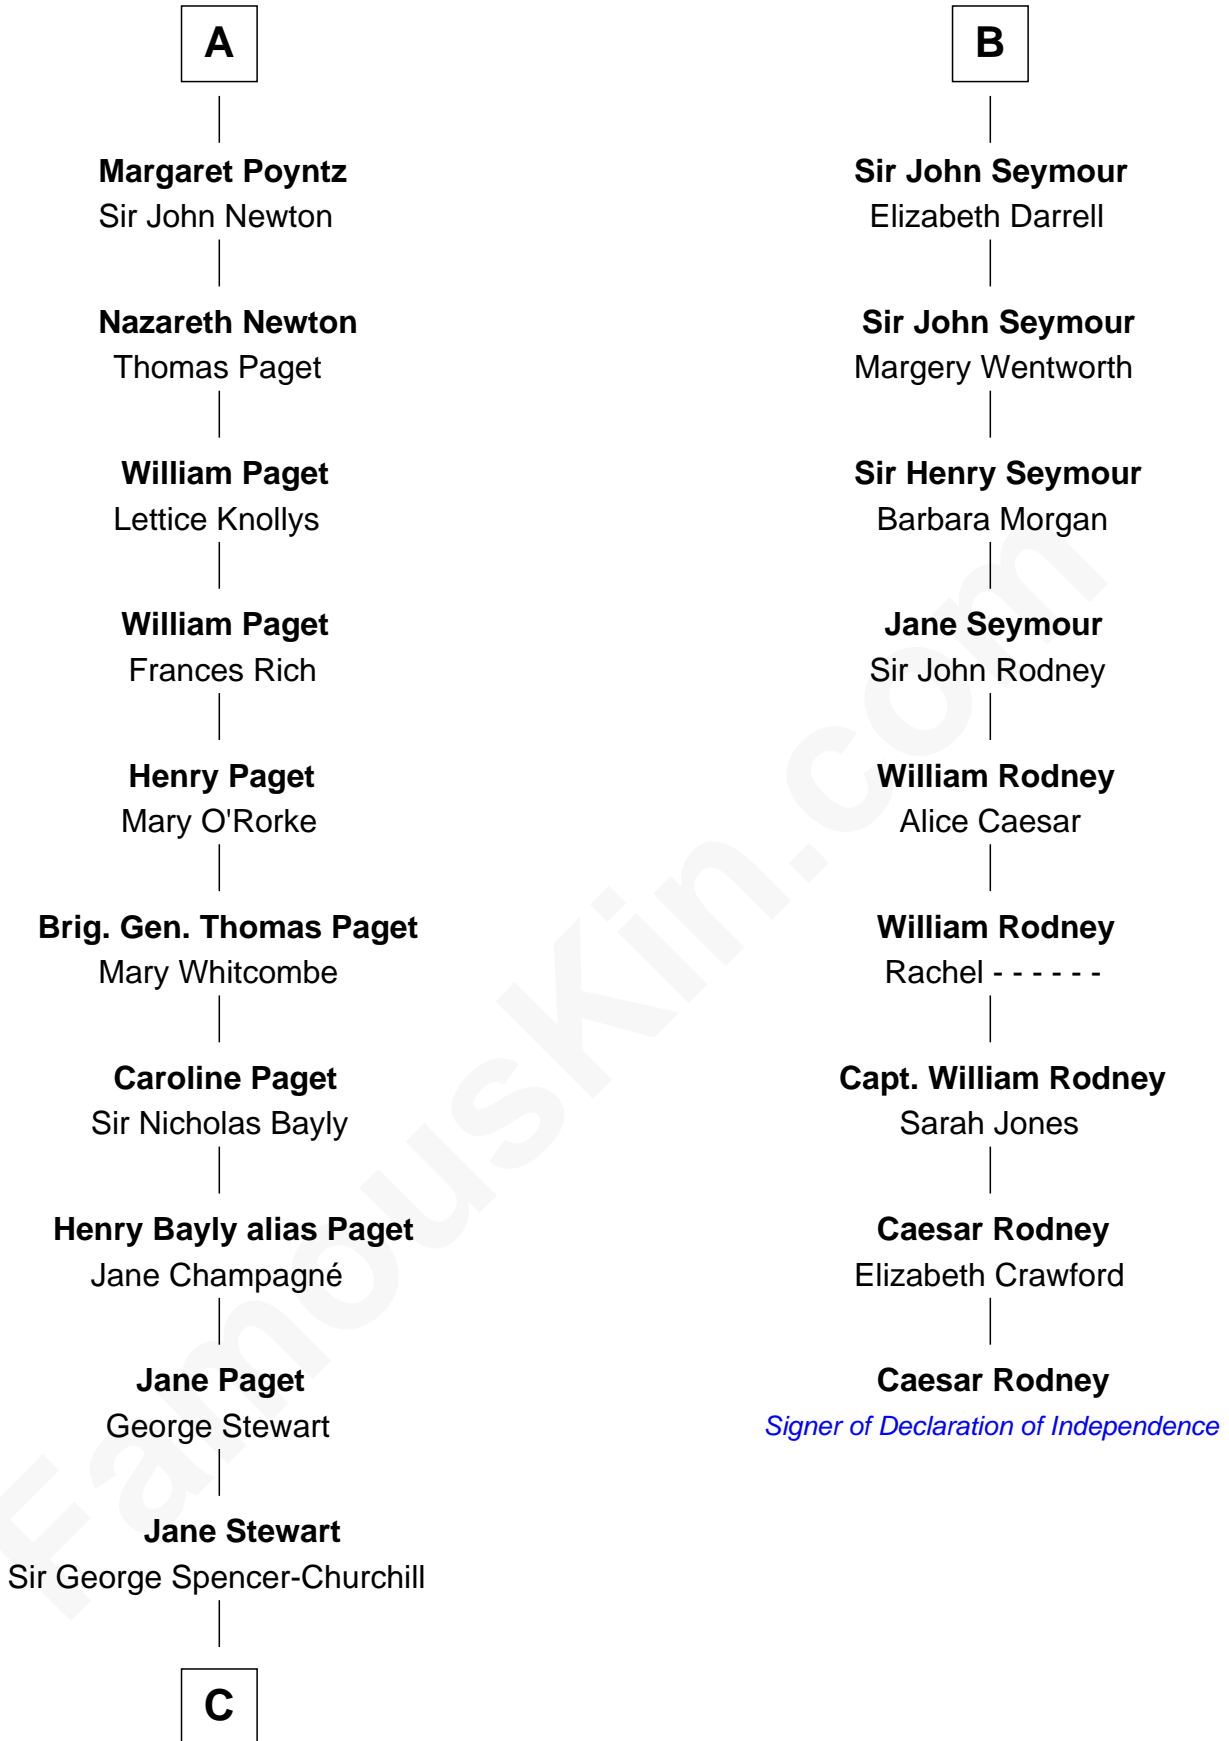 A
Margaret Poyntz
Sir John Newton
Nazareth Newton
Thomas Paget
William Paget
Lettice Knollys
William Paget
Frances Rich
Henry Paget
Mary O'Rorke
Brig. Gen. Thomas Paget
Mary Whitcombe
Caroline Paget
Sir Nicholas Bayly
Henry Bayly alias Paget
Jane Champagné
Jane Paget
George Stewart
Jane Stewart
Sir George Spencer-Churchill
C
B
Sir John Seymour
Elizabeth Darrell
Sir John Seymour
Margery Wentworth
Sir Henry Seymour
Barbara Morgan
Jane Seymour
Sir John Rodney
William Rodney
Alice Caesar
William Rodney
Rachel - - - - - -
Capt. William Rodney
Sarah Jones
Caesar Rodney
Elizabeth Crawford
Caesar Rodney
Signer of Declaration of Independence
FamousKin.com